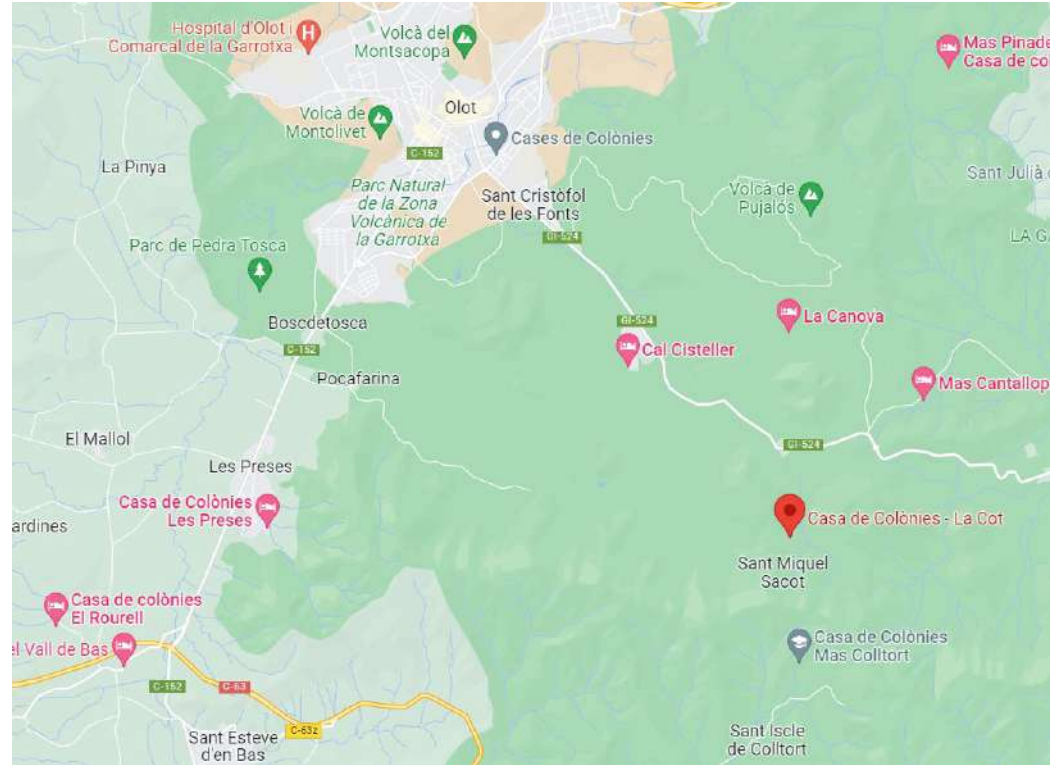 Hospital d'Olot i
Comarcal de la Garrotxa
H
Volcà del
Montsacopa
Mas Pinade
Casa de co
Volcà de
Montolivet
Olot
Cases de Colònies
C-152
La Pinya
Sant Julià
Parc Natural
de la Zona
Volcànica de
la Garrotxa
Sant Cristòfol
de les Fonts
Volcà de
Pujalós
GI-524
LA G
Parc de Pedra Tosca
Boscdetosca
GI-524
La Canova
C-152
Cal Cisteller
Pocafarina
Mas Cantallop
El Mallol
GI-524
Les Preses
Casa de Colònies
Les Preses
ardines
Casa de Colònies - La Cot
Sant Miquel
Sacot
Casa de colònies
El Rourell
el Vall de Bas
Casa de Colònies
Mas Colltort
C-152
C-63
C-63z
Sant Esteve
d'en Bas
Sant Iscle
de Colltort